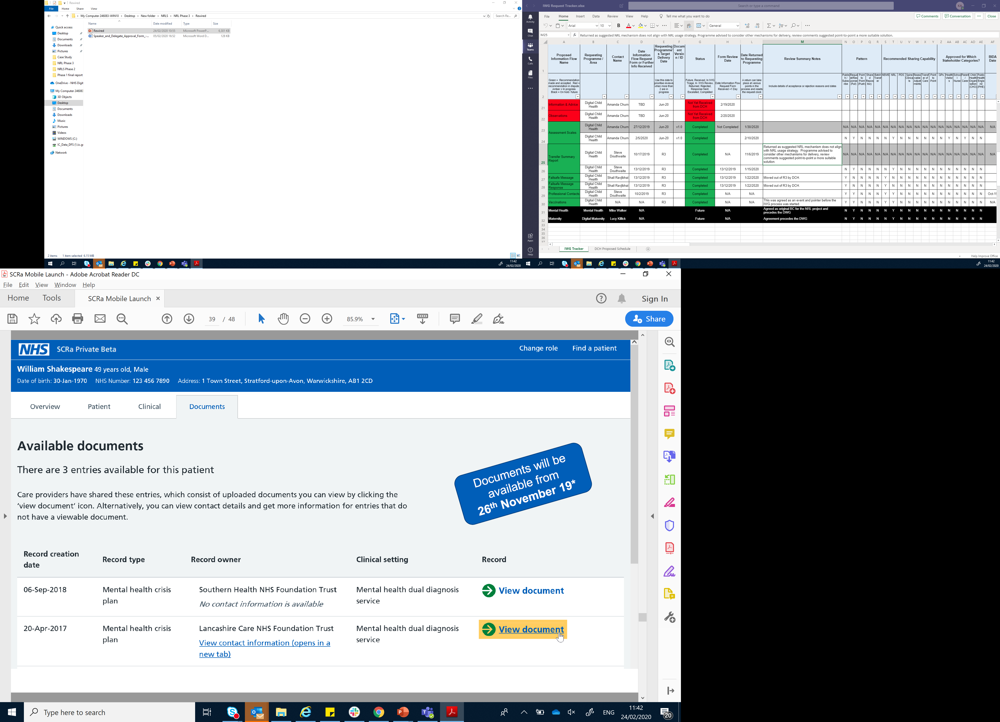 Rewired
File Home Share View
My Computer 246083-WIN10 › Desktop › New folder › NRLS › NRL Phase 3 › Rewired
Search Re...
Name Date modified Type Size
Rewired 24/02/2020 10:55 Microsoft PowerP... 6,301 KB
Speaker_and_Delegate_Approval_Form_-... 05/02/2020 16:52 Microsoft Word D... 128 KB
Quick access
Desktop
Documents
Downloads
Pictures
Case Study
NRL Phase 3
NRLS Phase 2
Phase 1 final report
OneDrive - NHS Digit
My Computer 24608
3D Objects
Desktop
Documents
Downloads
Music
Pictures
Videos
WINDOWS (C:)
IC_Data_DFS (\\ic.g
Network
2 items 1 item selected 6.15 MB
11:42
24/02/2020
IWG Request Tracker.xlsx
Search or type a command
KA
Activity
Chat
Teams
Calls
Files
Apps
Help
File Home Insert Data Review View Help Tell me what you want to do
Comments Conversation Close
Arial 10 B General
M25 fx Returned as suggested NRL mechanism does not align with NRL usage strategy. Programme advised to consider other mechanisms for delivery, review comments suggested point-to-point a more suitable solution.
A B C D E F G H L M N O P Q R S T U V W X Y Z AA AB AC AD AE AF
1 Proposed Information Flow Name Requesting Programme / Area Contact Name Date Information Flow Request Form or Further Info Received Requesting Programme's Target Delivery Date Document Version / ID Status Form Review Date Date Returned to Requesting Programme Review Summary Notes Pattern Recommended Sharing Capability Approved for Which Stakeholder Categories? BIDA Date
2 Green = Recommendation made and accepted. Red = recommendation in dispute. Amber = In progress. Black = On hold / future Use this date to prioritise reviews when more than 2 are in progress Future, Received, In IWG Triage, In IWG Review, Returned, Rejected, Response Sent, Escalated, Completed Date Information Flow Request Form Received +1 Day A return can take place at various points in the process and resets the request clock Include details of acceptance or rejection reasons and dates Publish / Subscribe Request/Response (Pull) Point to Point (Push) Shared Repository Batch Transfer NEMS NRL PDS Spine Clinicals Reasonable Adjustments Transfer of Care Point to Point GPs Health Visitors School Nurse Parent / Carer Child Health Organisation (CHO) Public Health England (PHE)
21 Information & Advice Digital Child Health Amanda Churn TBD Jun-20 Not Yet Received from DCH 2/19/2020
22 Observations Digital Child Health Amanda Churn TBD Jun-20 Not Yet Received from DCH 2/20/2020
23 Assessment Scales Digital Child Health Amanda Churn 27/12/2019 Jun-20 v1.0 Completed Not Completed 1/30/2020 N/A N/A N/A N/A N/A N/A N/A N/A N/A N/A N/A N/A N/A N/A N/A N/A N/A N/A N/A
24 Digital Child Health Amanda Churn 2/5/2020 Jun-20 v1.0 Completed 2/10/2020 N Y N N N N Y N N N N N N Y N Y N N
25 Transfer Summary Report Digital Child Health Steve Douthwaite 10/17/2019 R3 Completed N/A 11/6/2019 Returned as suggested NRL mechanism does not align with NRL usage strategy. Programme advised to consider other mechanisms for delivery, review comments suggested point-to-point a more suitable solution. N/A N/A N/A N/A N/A N/A N/A N/A N/A N/A N/A N/A N/A N/A N/A N/A N/A N/A N/A
26 Digital Child Health Steve Douthwaite 13/12/2019 R3 Completed 13/12/2019 1/15/2020 N Y N N N N Y N N N N N N N N N N N
27 Failsafe Message Digital Child Health Shail Ravjibhai 13/12/2019 R3 Completed 13/12/2019 1/22/2020 Moved out of R3 by DCH. Y N N N N Y N N N N N N N N N N N N
28 Failsafe Message Response Digital Child Health Shail Ravjibhai 13/12/2019 R3 Completed 13/12/2019 1/22/2020 Moved out of R3 by DCH. Y N N N N Y N N N N N N N N N N N N
29 Professional Contacts Digital Child Health Steve Douthwaite 10/2/2019 R3 Completed N/A N/A Y Y N N N Y Y N N N N N N N N N N N Oct-19
30 Vaccinations Digital Child Health N/A N/A R3 Completed N/A N/A This was agreed as an event and pointer before the IWG process was started. Y Y N N N Y Y N N N N N N N N N N N N/A
31 Mental Health Mental Health Mike Walker N/A Future N/A Agreed as original BC for the NRL project and precedes the DWG N Y N N N N Y N N N N N N N N N N N
32 Maternity Digital Maternity Lucy Killick N/A Future N/A Agreement precedes the DWG N Y N N N N Y N N N N N N N N N N N
33
34
35
36
37
IWG Tracker DCH Proposed Schedule
Help Improve Office
11:42
24/02/2020
SCRa Mobile Launch - Adobe Acrobat Reader DC
File Edit View Window Help
Home Tools SCRa Mobile Launch × Sign In
39 / 48 85.9% Share
NHS SCRa Private Beta Change role Find a patient
William Shakespeare 49 years old, Male
Date of birth: 30-Jan-1970 NHS Number: 123 456 7890 Address: 1 Town Street, Stratford-upon-Avon, Warwickshire, AB1 2CD
Overview Patient Clinical Documents
Available documents
There are 3 entries available for this patient
Care providers have shared these entries, which consist of uploaded documents you can view by clicking the
‘view document’ icon. Alternatively, you can view contact details and get more information for entries that do
not have a viewable document.
Documents will be
available from
26th November 19*
Record creation
date
Record type Record owner Clinical setting Record
06-Sep-2018 Mental health crisis Southern Health NHS Foundation Trust Mental health dual diagnosis View document
plan No contact information is available service
20-Apr-2017 Mental health crisis Lancashire Care NHS Foundation Trust Mental health dual diagnosis View document
plan View contact information (opens in a service
new tab)
Type here to search
ENG 11:42
24/02/2020
20